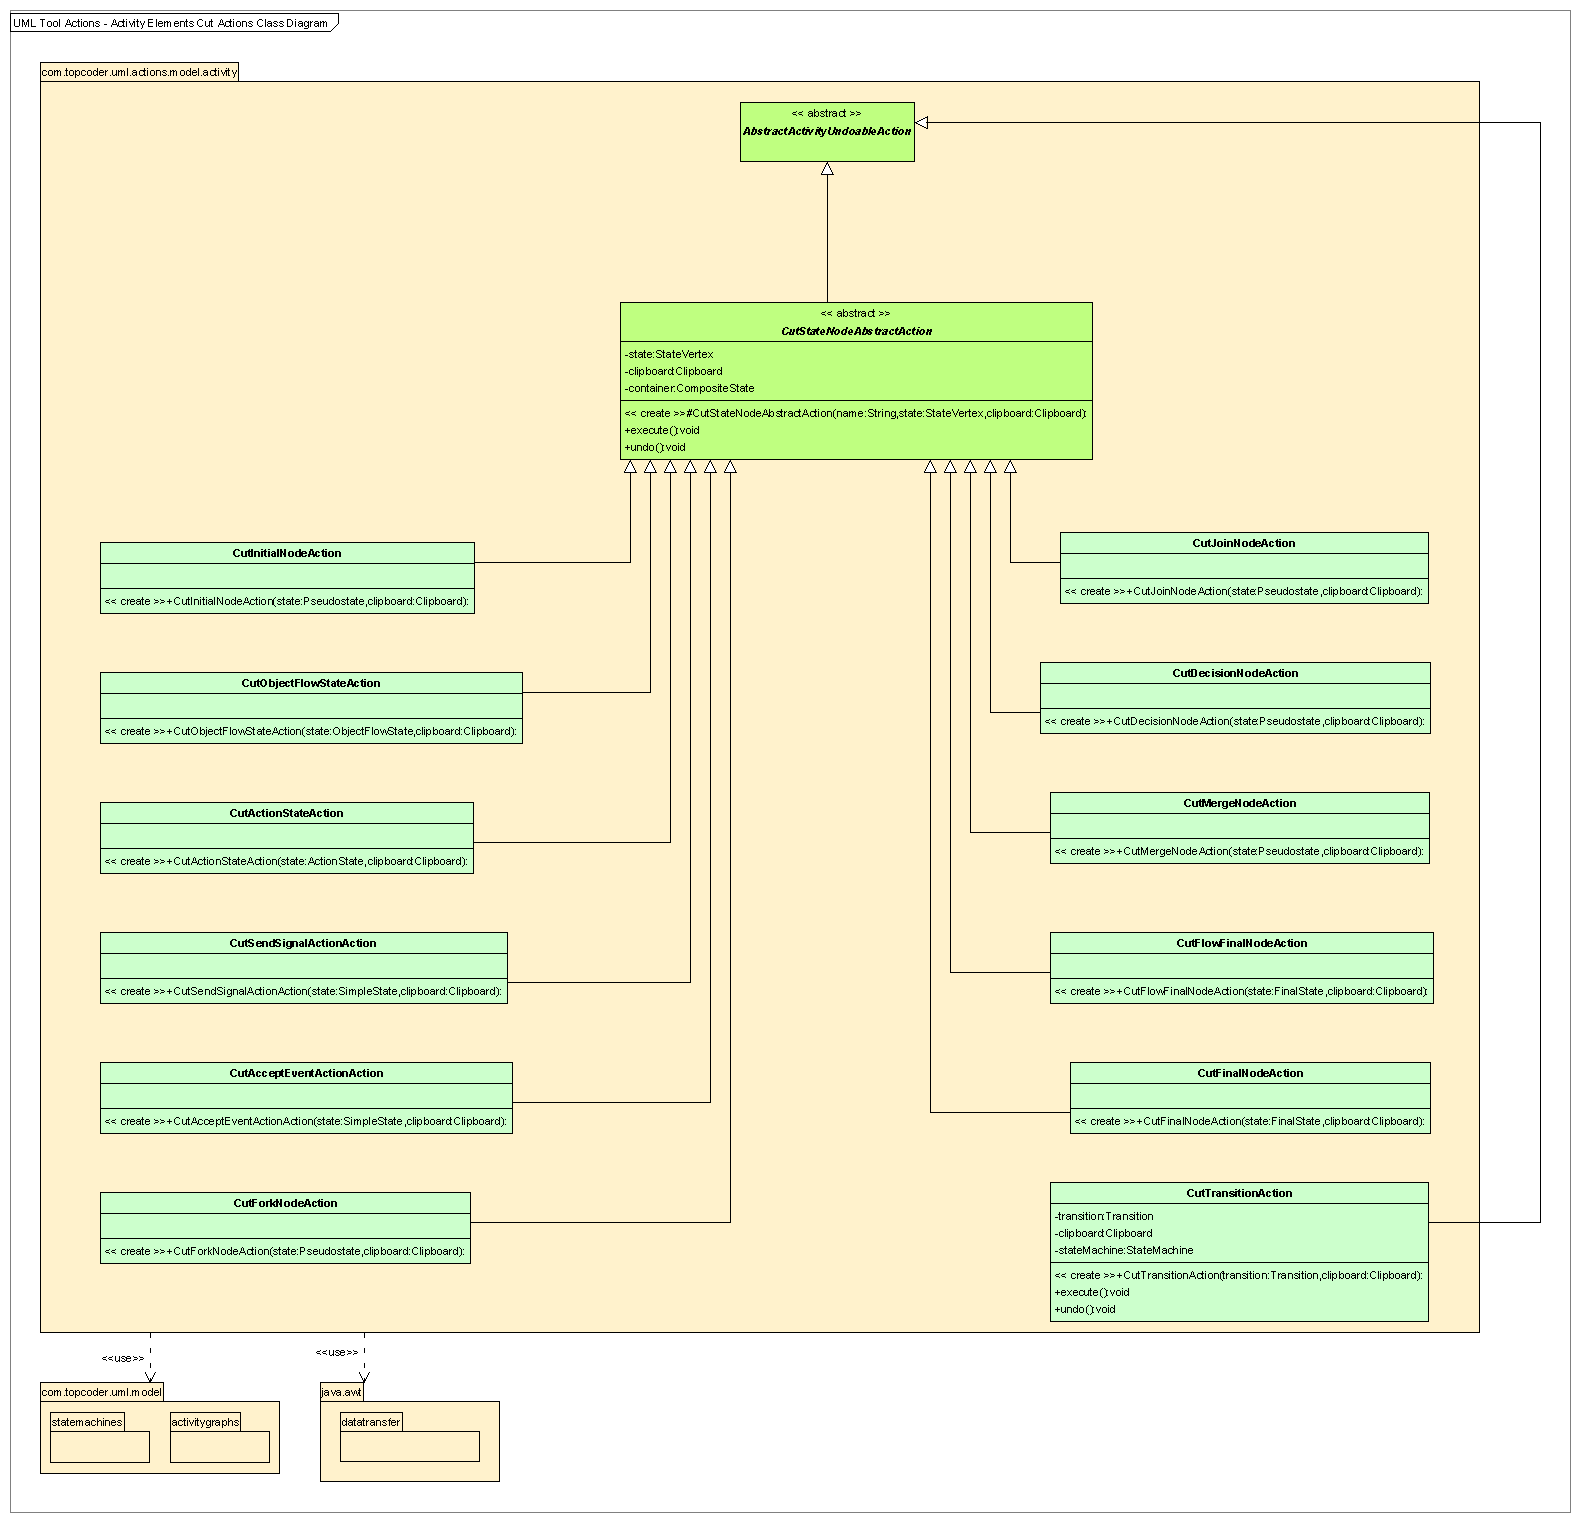 UML Tool Actions - Activity Elements Cut Actions Class Diagram
com.topcoder.uml.actions.model.activity
<< abstract >>
AbstractActivityUndoableAction
<< abstract >>
CutStateNodeAbstractAction
-state:StateVertex
-clipboard:Clipboard
-container:CompositeState
<< create >>#CutStateNodeAbstractAction(name:String,state:StateVertex,clipboard:Clipboard):
+execute():void
+undo():void
CutInitialNodeAction
<< create >>+CutInitialNodeAction(state:Pseudostate,clipboard:Clipboard):
CutJoinNodeAction
<< create >>+CutJoinNodeAction(state:Pseudostate,clipboard:Clipboard):
CutObjectFlowStateAction
<< create >>+CutObjectFlowStateAction(state:ObjectFlowState,clipboard:Clipboard):
CutDecisionNodeAction
<< create >>+CutDecisionNodeAction(state:Pseudostate,clipboard:Clipboard):
CutActionStateAction
<< create >>+CutActionStateAction(state:ActionState,clipboard:Clipboard):
CutMergeNodeAction
<< create >>+CutMergeNodeAction(state:Pseudostate,clipboard:Clipboard):
CutSendSignalActionAction
<< create >>+CutSendSignalActionAction(state:SimpleState,clipboard:Clipboard):
CutFlowFinalNodeAction
<< create >>+CutFlowFinalNodeAction(state:FinalState,clipboard:Clipboard):
CutAcceptEventActionAction
<< create >>+CutAcceptEventActionAction(state:SimpleState,clipboard:Clipboard):
CutFinalNodeAction
<< create >>+CutFinalNodeAction(state:FinalState,clipboard:Clipboard):
CutForkNodeAction
<< create >>+CutForkNodeAction(state:Pseudostate,clipboard:Clipboard):
CutTransitionAction
-transition:Transition
-clipboard:Clipboard
-stateMachine:StateMachine
<< create >>+CutTransitionAction(transition:Transition,clipboard:Clipboard):
+execute():void
+undo():void
<<use>>
<<use>>
com.topcoder.uml.model
statemachines
activitygraphs
java.awt
datatransfer